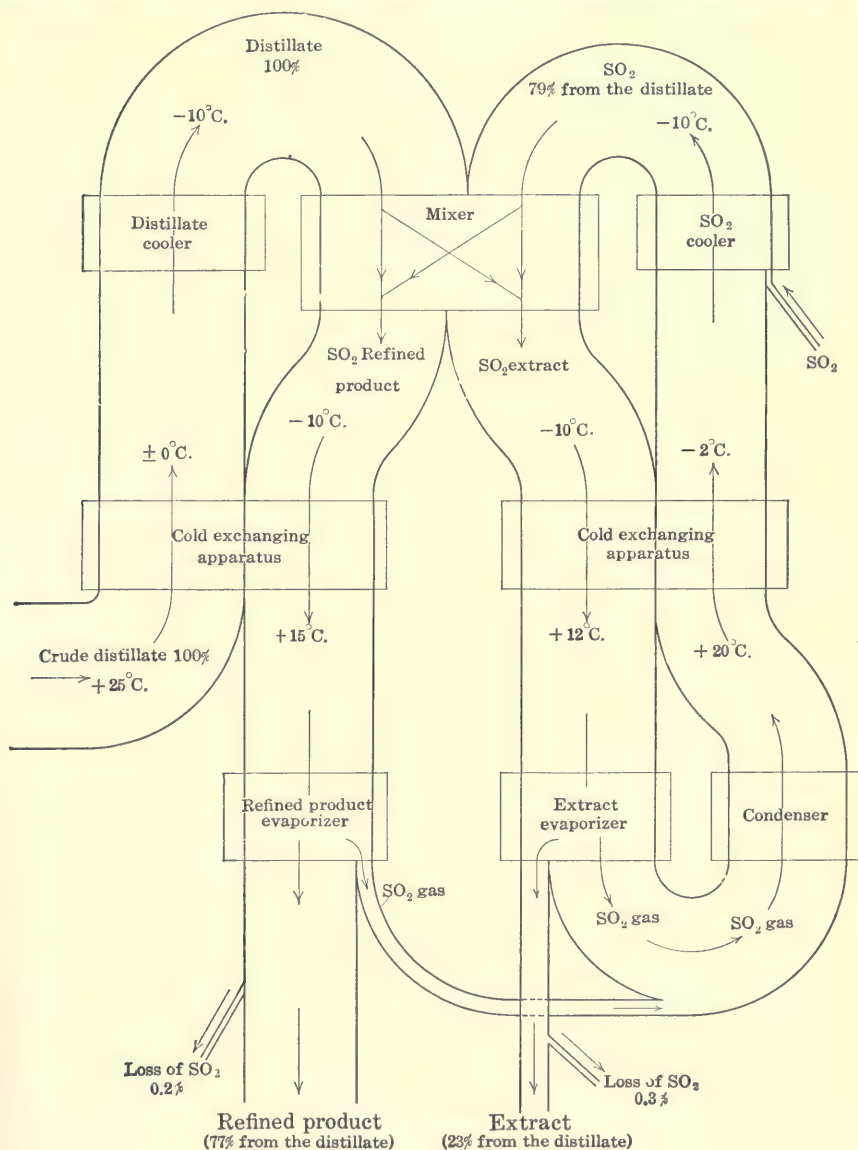 Distillate
100%
SO₂
79% from the distillate
−10°C.
−10°C.
Distillate
cooler
Mixer
SO₂
cooler
SO₂ Refined
product
SO₂ extract
SO₂
−10°C.
−10°C.
± 0°C.
−2°C.
Cold exchanging
apparatus
Cold exchanging
apparatus
+15°C.
+12°C.
+20°C.
Crude distillate 100%
+25°C.
Refined product
evaporizer
Extract
evaporizer
Condenser
SO₂ gas
SO₂ gas
SO₂ gas
Loss of SO₂
0.2%
Loss of SO₂
0.3%
Refined product
(77% from the distillate)
Extract
(23% from the distillate)